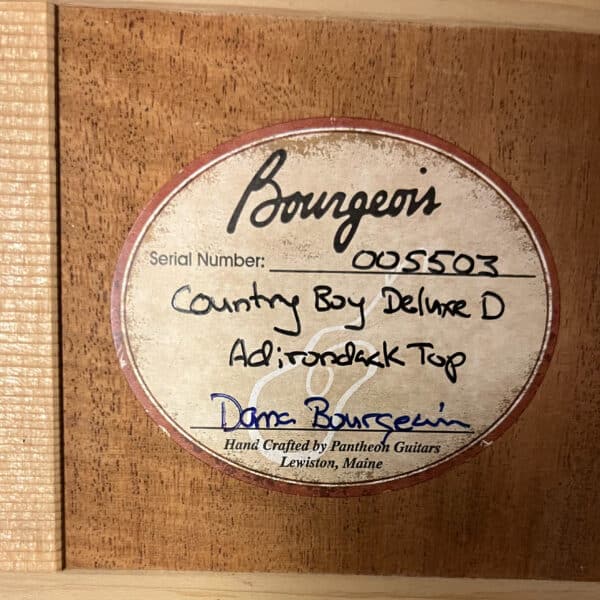 Bourgeois
Serial Number: 005503
Country Boy Deluxe D
Adirondack Top
Dana Bourgeois
Hand Crafted by Pantheon Guitars
Lewiston, Maine